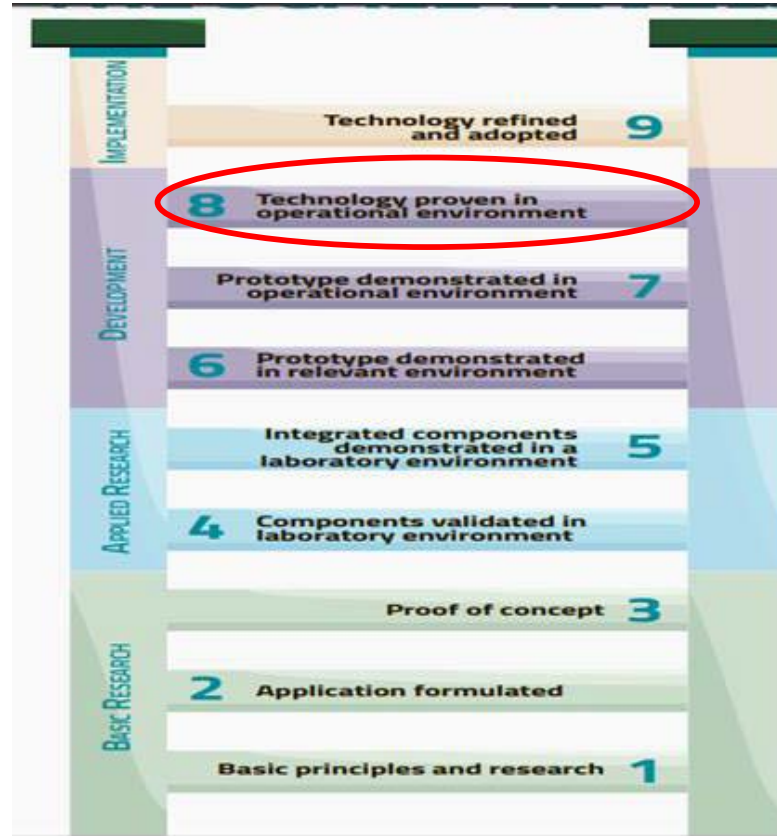 IMPLEMENTATION
Technology refined
and adopted
9
8
Technology proven in
operational environment
DEVELOPMENT
Prototype demonstrated in
operational environment
7
6
Prototype demonstrated
in relevant environment
APPLIED RESEARCH
Integrated components
demonstrated in a
laboratory environment
5
4
Components validated in
laboratory environment
BASIC RESEARCH
Proof of concept
3
2
Application formulated
Basic principles and research
1